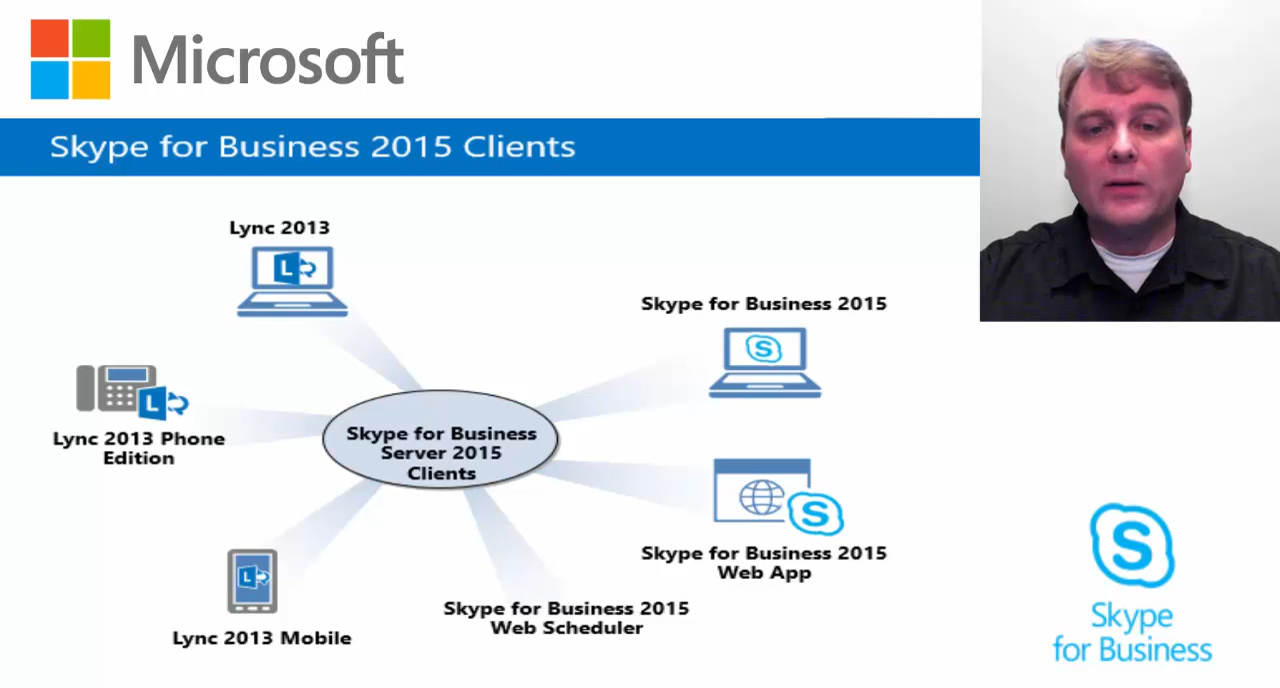 Microsoft
Skype for Business 2015 Clients
Lync 2013
Skype for Business 2015
Lync 2013 Phone
Edition
Skype for Business
Server 2015
Clients
Skype for Business 2015
Web App
Skype for Business 2015
Web Scheduler
Lync 2013 Mobile
Skype
for Business